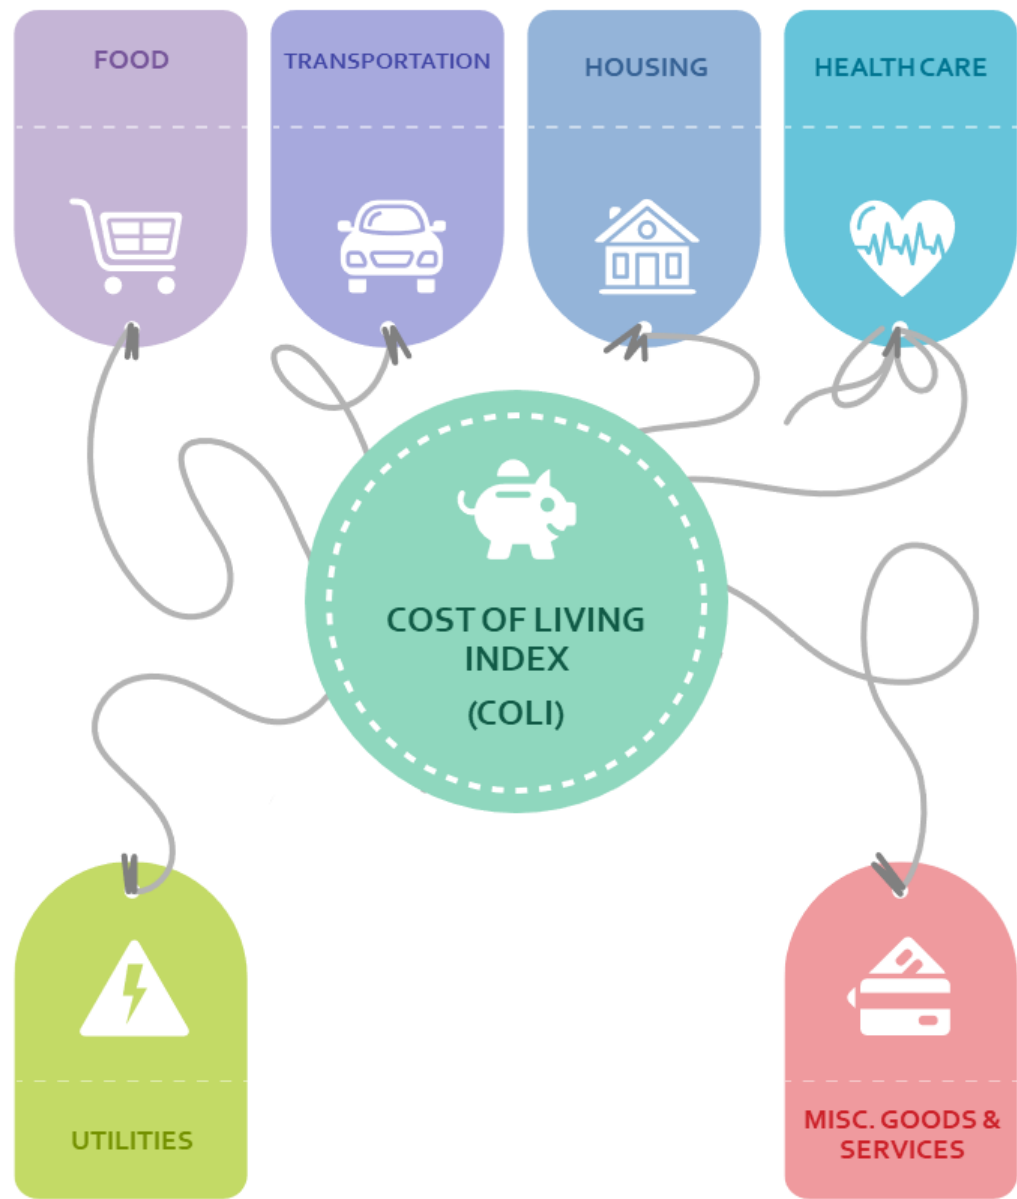 FOOD
TRANSPORTATION
HOUSING
HEALTH CARE
COST OF LIVING
INDEX
(COLI)
UTILITIES
MISC. GOODS &
SERVICES